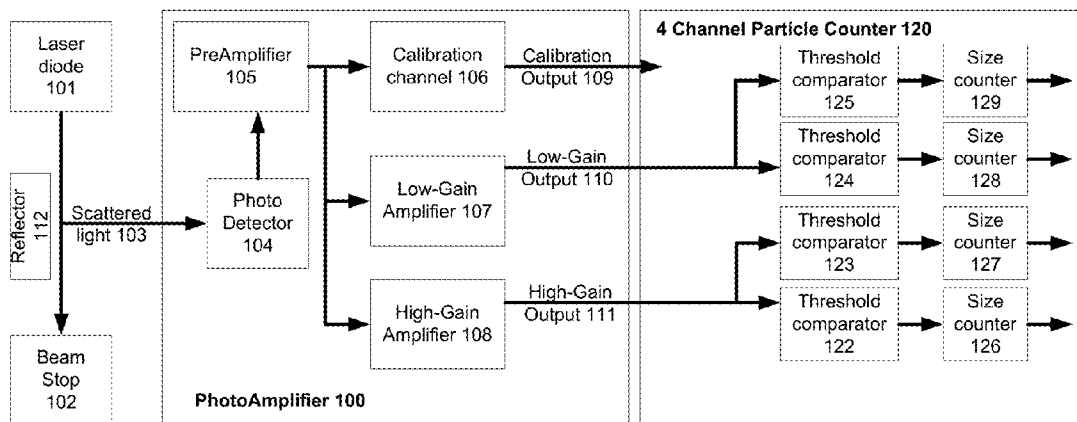 Laser
diode
101
Reflector
112
Scattered
light 103
Beam
Stop
102
PreAmplifier
105
Photo
Detector
104
Calibration
channel 106
Low-Gain
Amplifier 107
High-Gain
Amplifier 108
PhotoAmplifier 100
Calibration
Output 109
Low-Gain
Output 110
High-Gain
Output 111
4 Channel Particle Counter 120
Threshold
comparator
125
Size
counter
129
Threshold
comparator
124
Size
counter
128
Threshold
comparator
123
Size
counter
127
Threshold
comparator
122
Size
counter
126